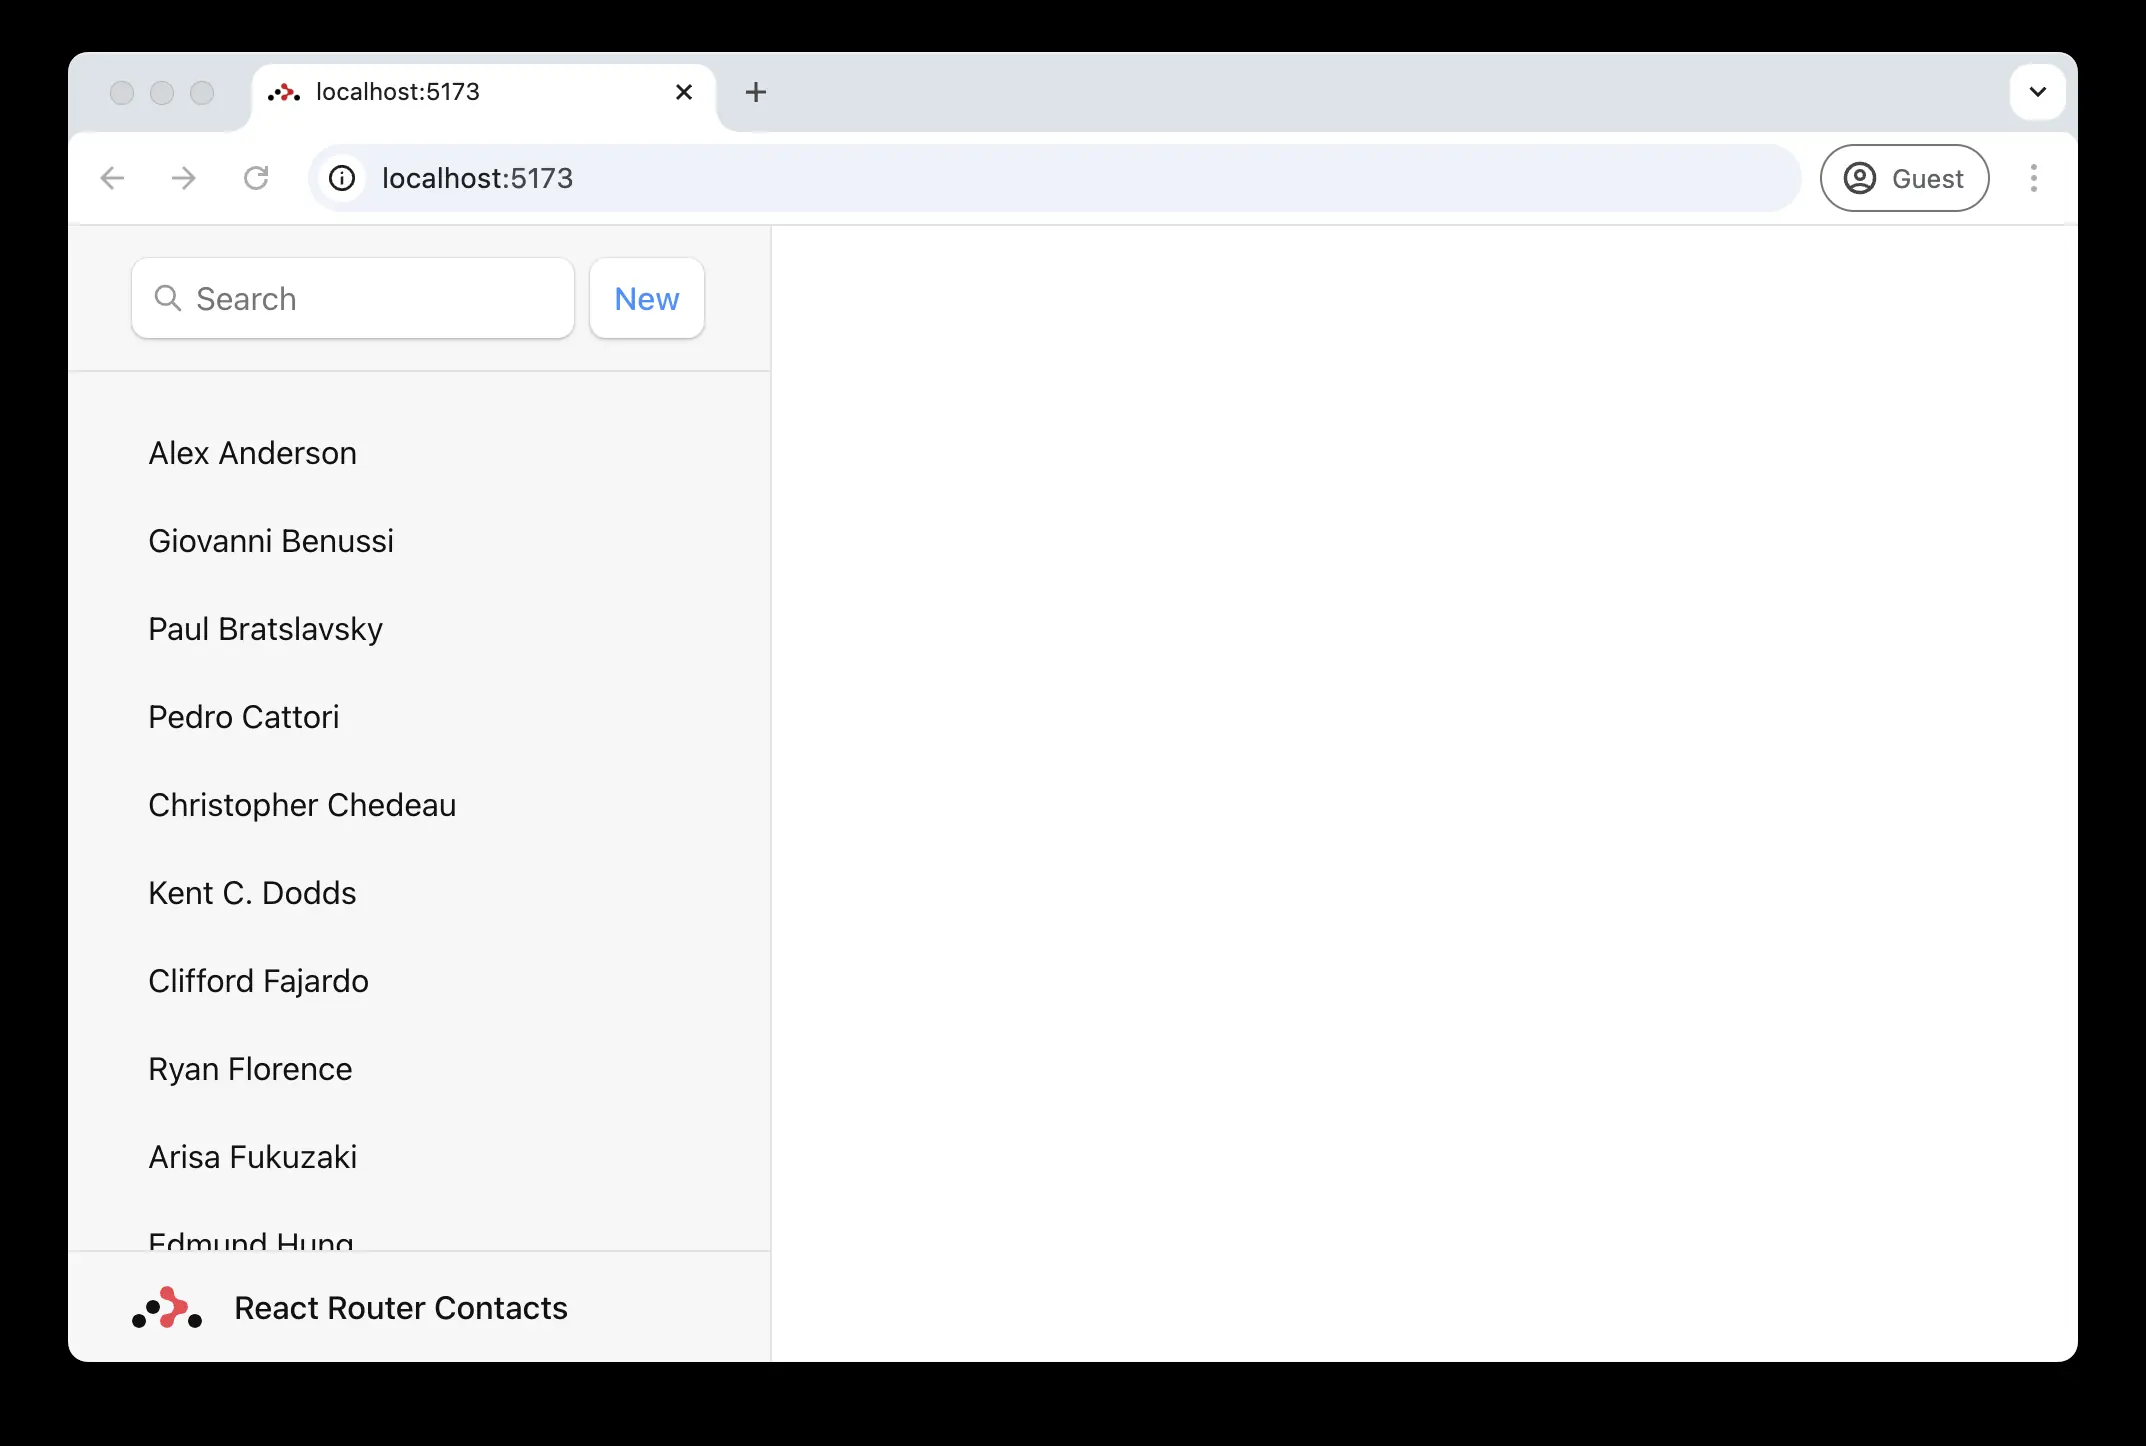 localhost:5173
localhost:5173
Guest
Search
New
Alex Anderson
Giovanni Benussi
Paul Bratslavsky
Pedro Cattori
Christopher Chedeau
Kent C. Dodds
Clifford Fajardo
Ryan Florence
Arisa Fukuzaki
Edmund Hung
React Router Contacts